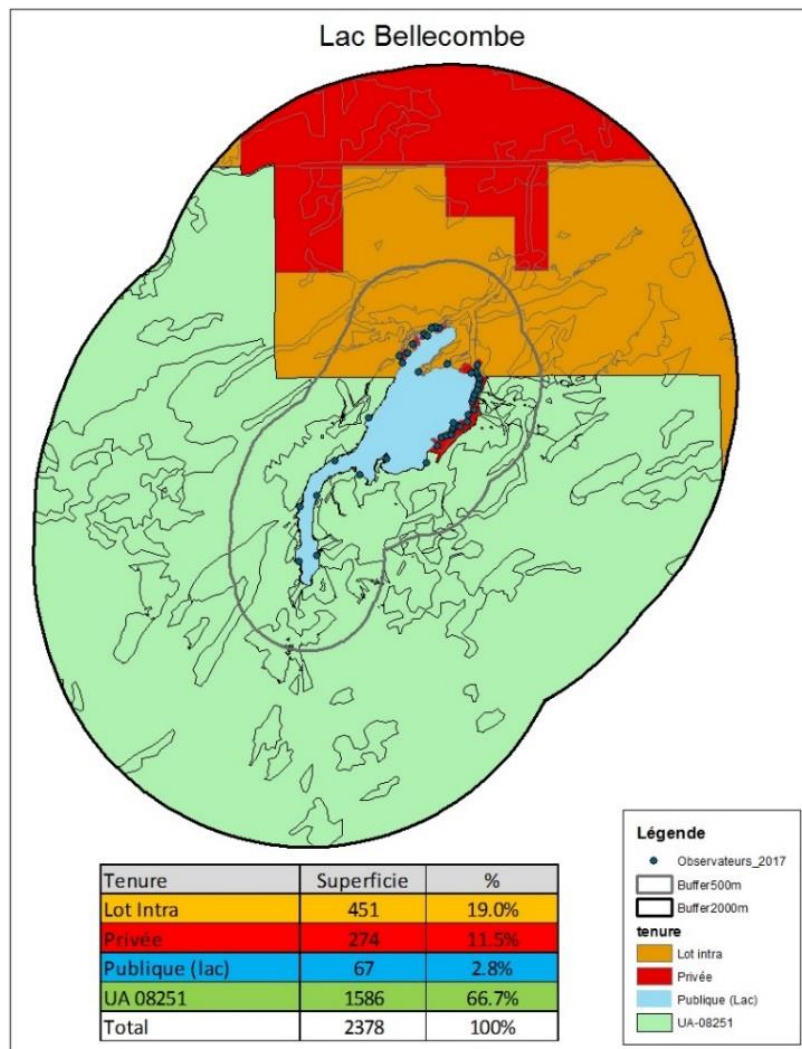 Lac Bellecombe
Tenure Superficie %
Lot Intra 451 19.0%
Privée 274 11.5%
Publique (lac) 67 2.8%
UA 08251 1586 66.7%
Total 2378 100%
Légende
Observateurs_2017
Buffer500m
Buffer2000m
tenure
Lot intra
Privée
Publique (Lac)
UA-08251